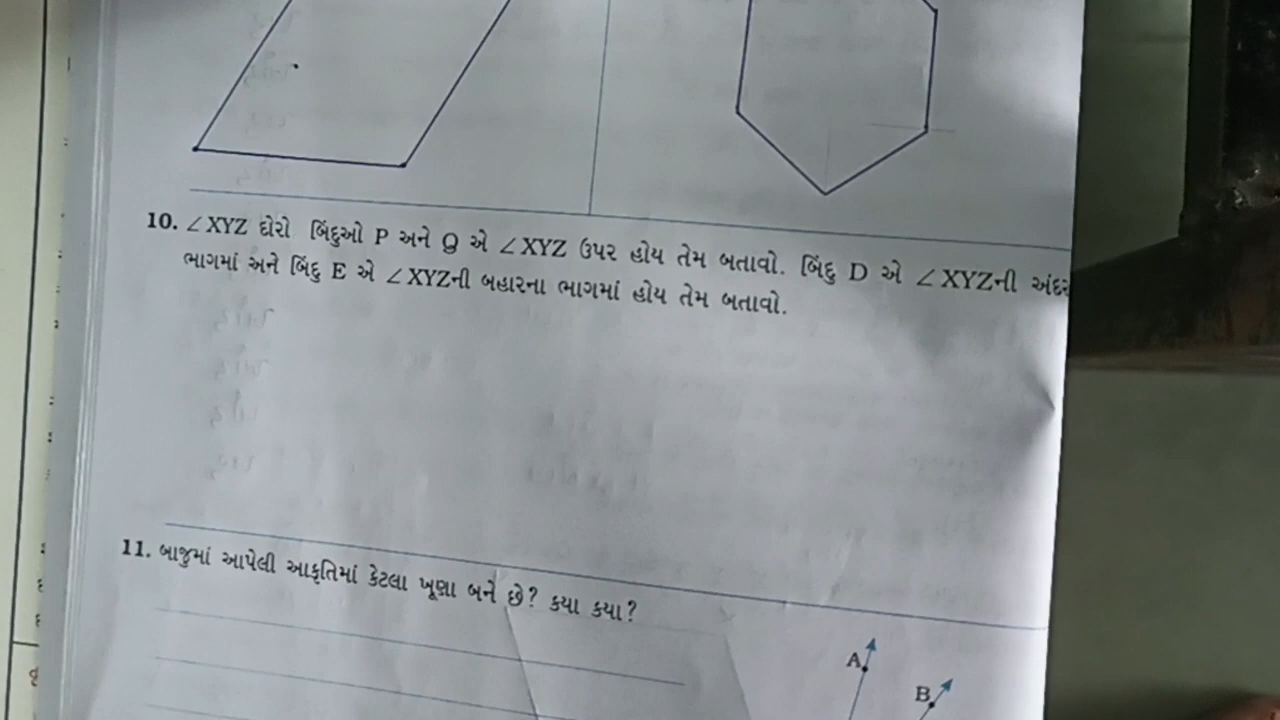 10. ∠XYZ દોરો બિંદુઓ P અને Q એ ∠XYZ ઉપર હોય તેમ બતાવો. બિંદુ D એ ∠XYZની અંદર
ભાગમાં અને બિંદુ E એ ∠XYZની બહારના ભાગમાં હોય તેમ બતાવો.
11. બાજુમાં આપેલી આકૃતિમાં કેટલા ખૂણા બને છે? કયા કયા?
A
B